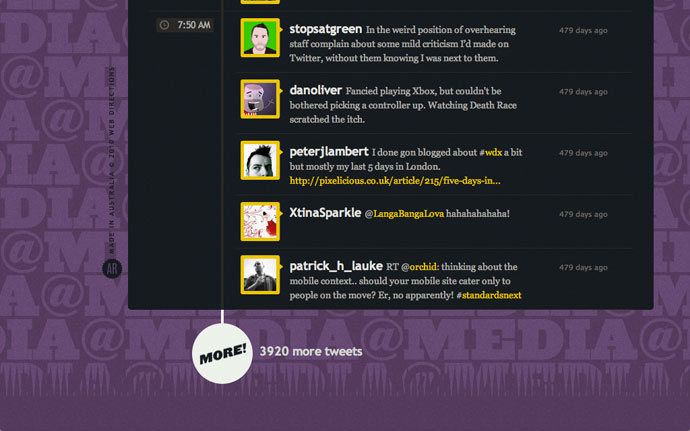 7:50 AM
stopsatgreen In the weird position of overhearing
staff complain about some mild criticism I'd made on
Twitter, without them knowing I was next to them.
479 days ago
danoliver Fancied playing Xbox, but couldn't be
bothered picking a controller up. Watching Death Race
scratched the itch.
479 days ago
peterjlambert I done gon blogged about #wdx a bit
but mostly my last 5 days in London.
http://pixelicious.co.uk/article/215/five-days-in...
479 days ago
XtinaSparkle @LangaBangaLova hahahahahaha!
479 days ago
patrick_h_lauke RT @orchid: thinking about the
mobile context.. should your mobile site cater only to
people on the move? Er, no apparently! #standardsnext
479 days ago
MORE!
3920 more tweets
MADE IN AUSTRALIA © 2010 WEB DIRECTIONS
AR
@MEDIA@MEDIA@MEDIA